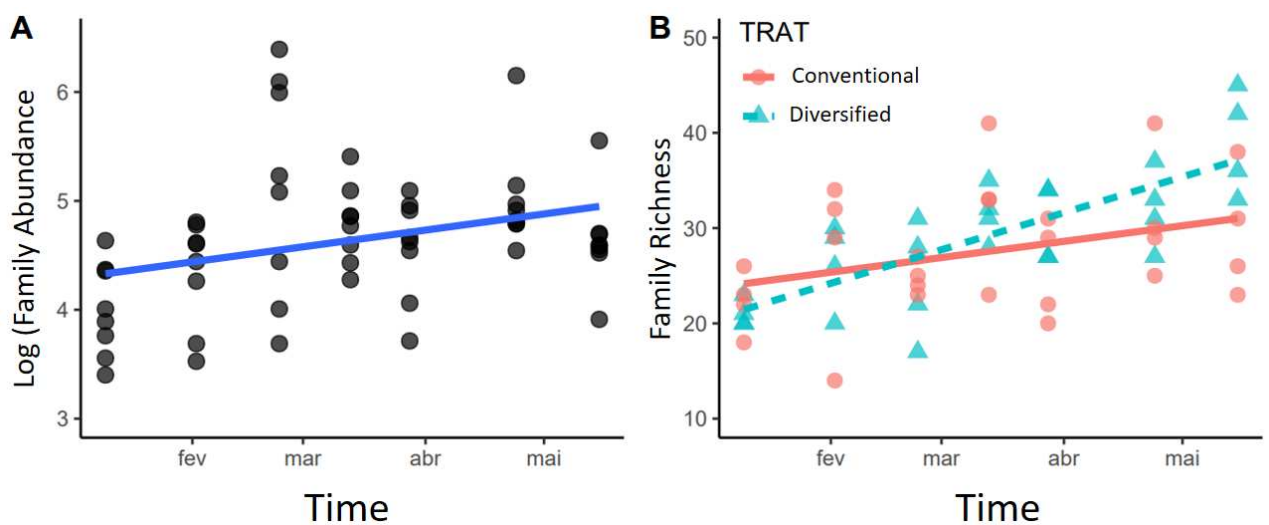 A
Log (Family Abundance
6
5
4
3
fev mar abr mai
Time
B
TRAT
Conventional
Diversified
Family Richness
50
40
30
20
10
fev mar abr mai
Time